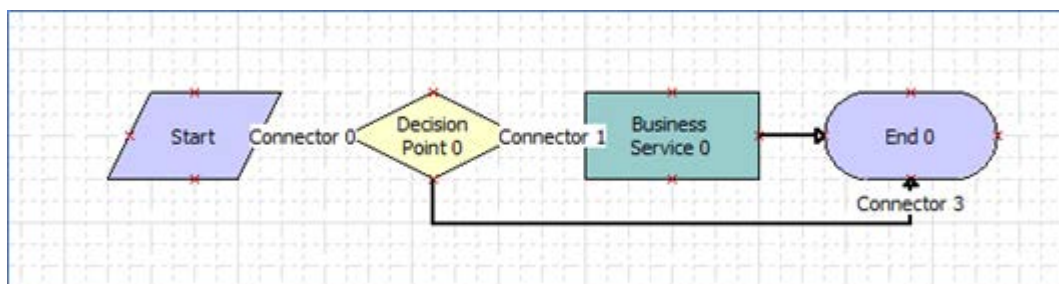 Start
Connector 0
Decision
Point 0
Connector 1
Business
Service 0
End 0
Connector 3